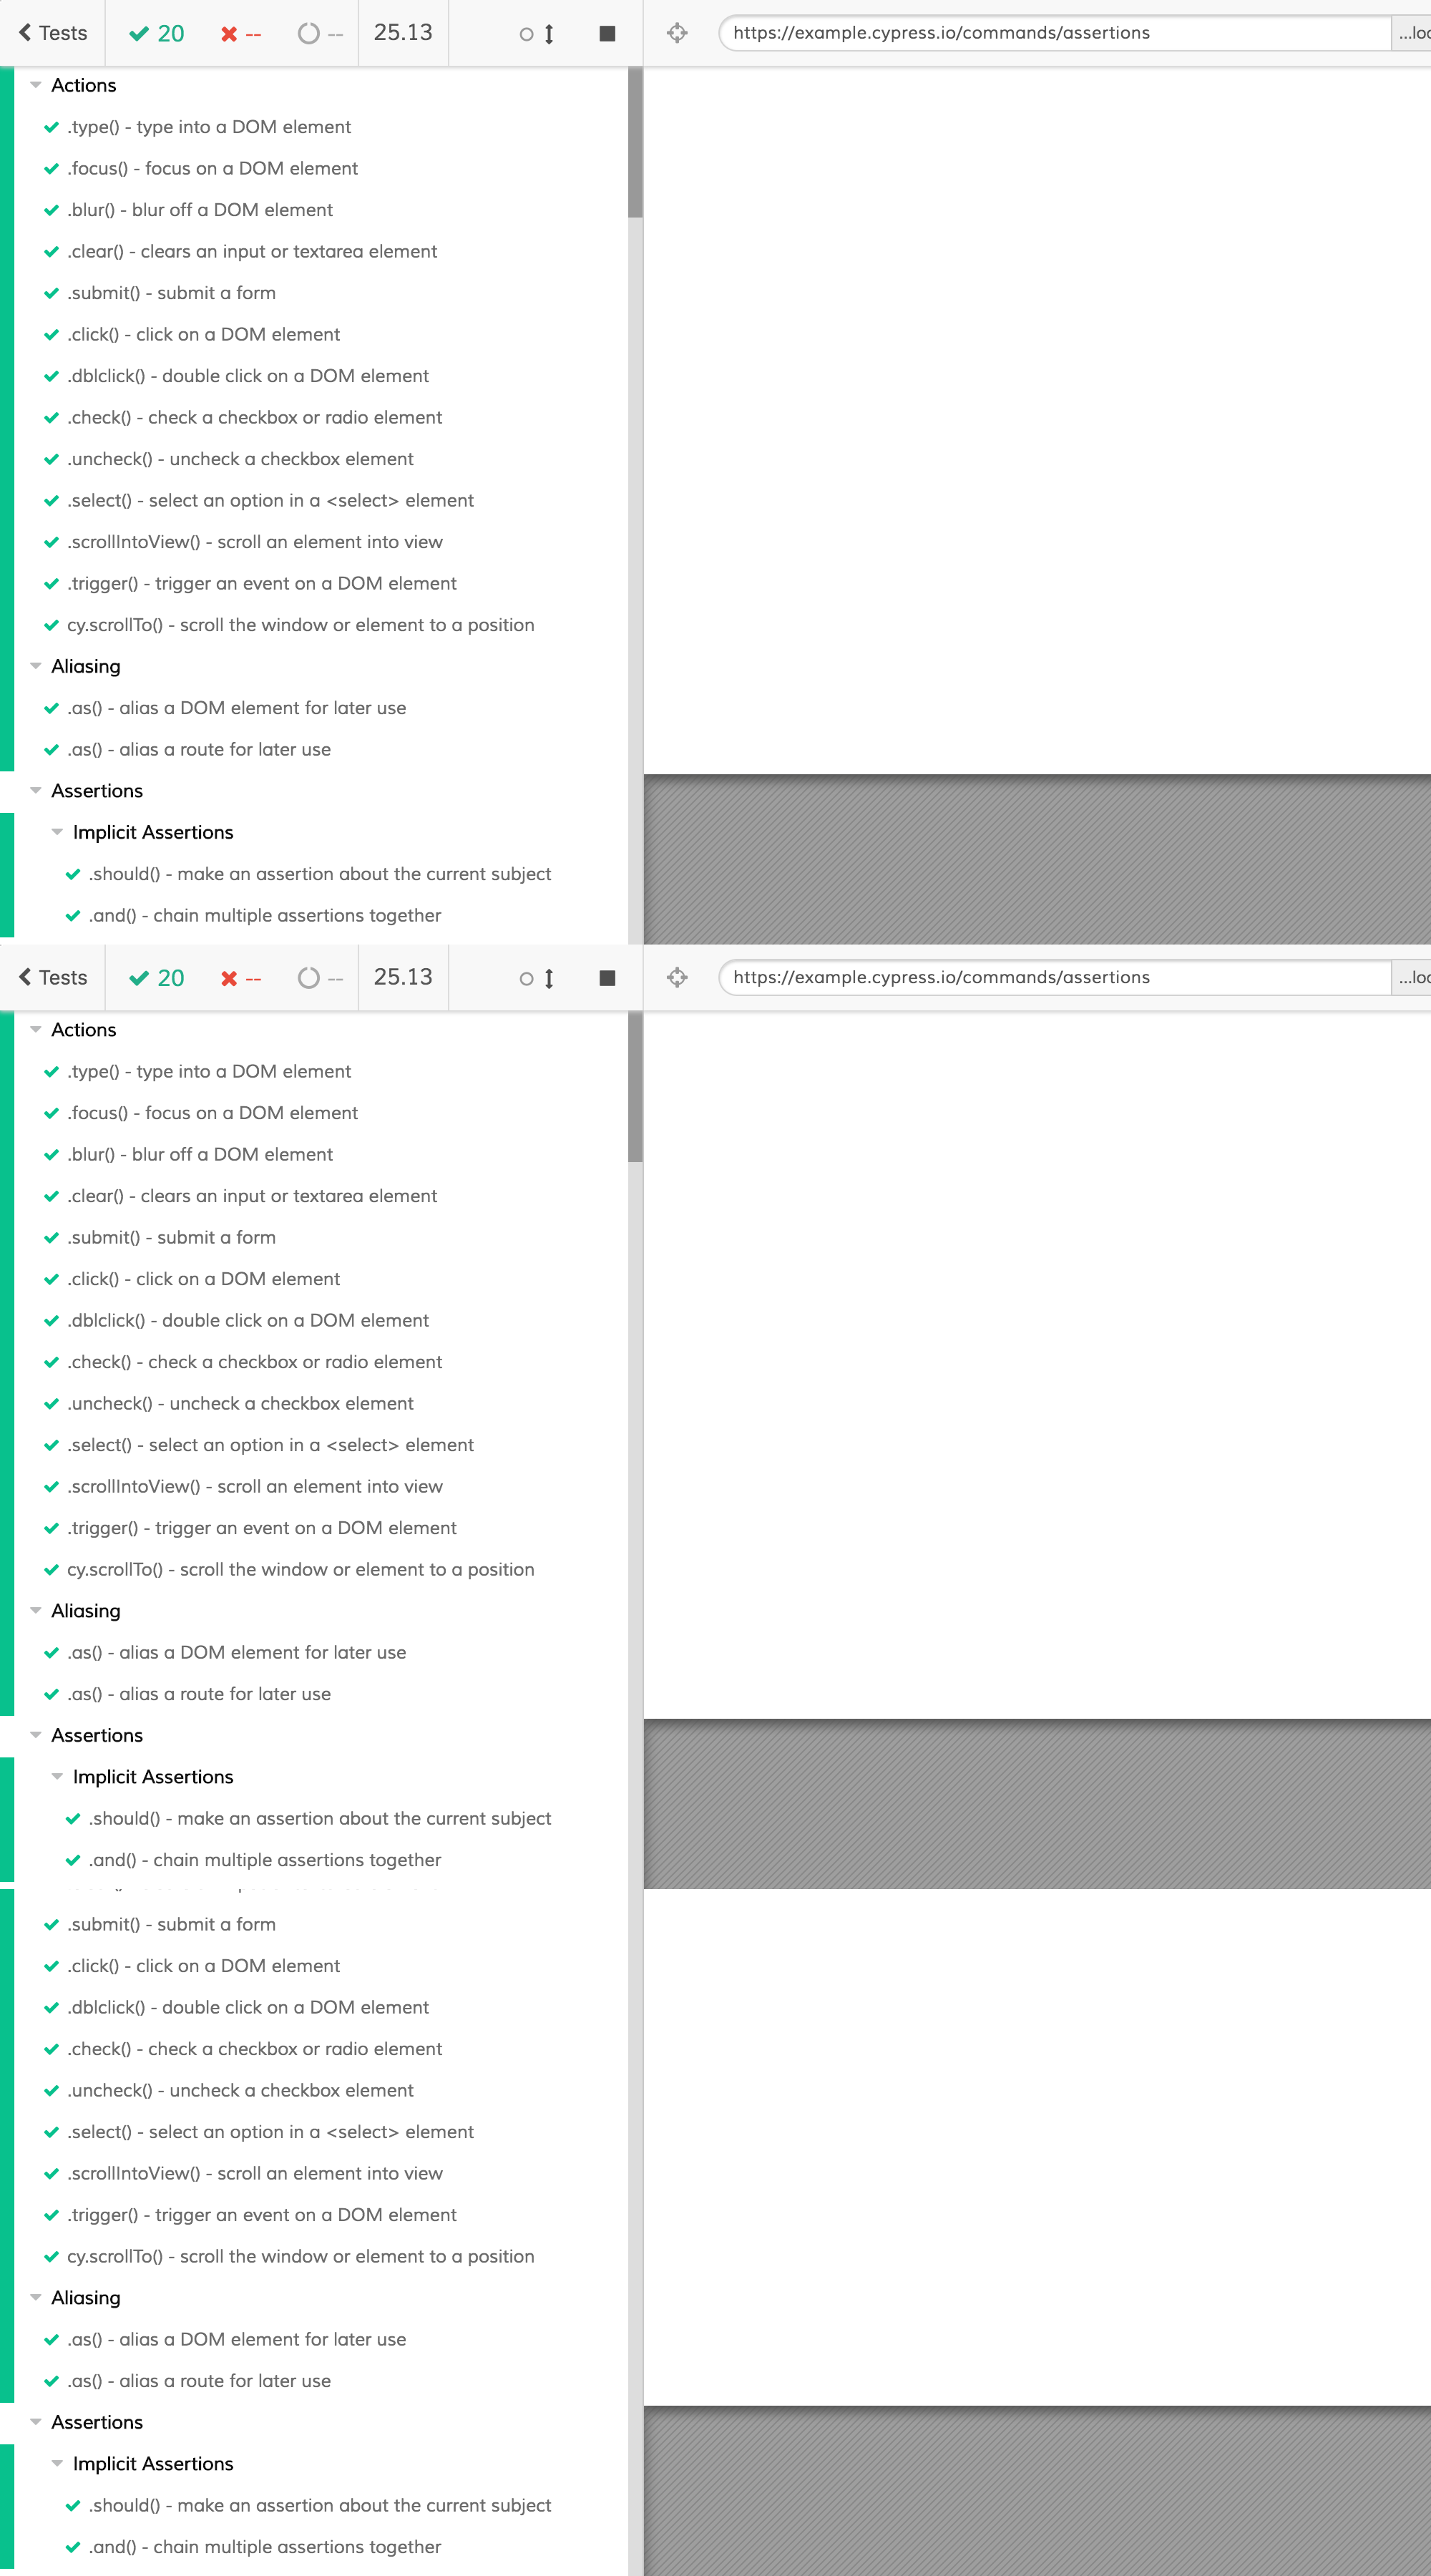 Tests 20 -- -- 25.13 https://example.cypress.io/commands/assertions ...loc
Actions
.type() - type into a DOM element
.focus() - focus on a DOM element
.blur() - blur off a DOM element
.clear() - clears an input or textarea element
.submit() - submit a form
.click() - click on a DOM element
.dblclick() - double click on a DOM element
.check() - check a checkbox or radio element
.uncheck() - uncheck a checkbox element
.select() - select an option in a <select> element
.scrollIntoView() - scroll an element into view
.trigger() - trigger an event on a DOM element
cy.scrollTo() - scroll the window or element to a position
Aliasing
.as() - alias a DOM element for later use
.as() - alias a route for later use
Assertions
Implicit Assertions
.should() - make an assertion about the current subject
.and() - chain multiple assertions together
Tests 20 -- -- 25.13 https://example.cypress.io/commands/assertions ...loc
Actions
.type() - type into a DOM element
.focus() - focus on a DOM element
.blur() - blur off a DOM element
.clear() - clears an input or textarea element
.submit() - submit a form
.click() - click on a DOM element
.dblclick() - double click on a DOM element
.check() - check a checkbox or radio element
.uncheck() - uncheck a checkbox element
.select() - select an option in a <select> element
.scrollIntoView() - scroll an element into view
.trigger() - trigger an event on a DOM element
cy.scrollTo() - scroll the window or element to a position
Aliasing
.as() - alias a DOM element for later use
.as() - alias a route for later use
Assertions
Implicit Assertions
.should() - make an assertion about the current subject
.and() - chain multiple assertions together
.submit() - submit a form
.click() - click on a DOM element
.dblclick() - double click on a DOM element
.check() - check a checkbox or radio element
.uncheck() - uncheck a checkbox element
.select() - select an option in a <select> element
.scrollIntoView() - scroll an element into view
.trigger() - trigger an event on a DOM element
cy.scrollTo() - scroll the window or element to a position
Aliasing
.as() - alias a DOM element for later use
.as() - alias a route for later use
Assertions
Implicit Assertions
.should() - make an assertion about the current subject
.and() - chain multiple assertions together